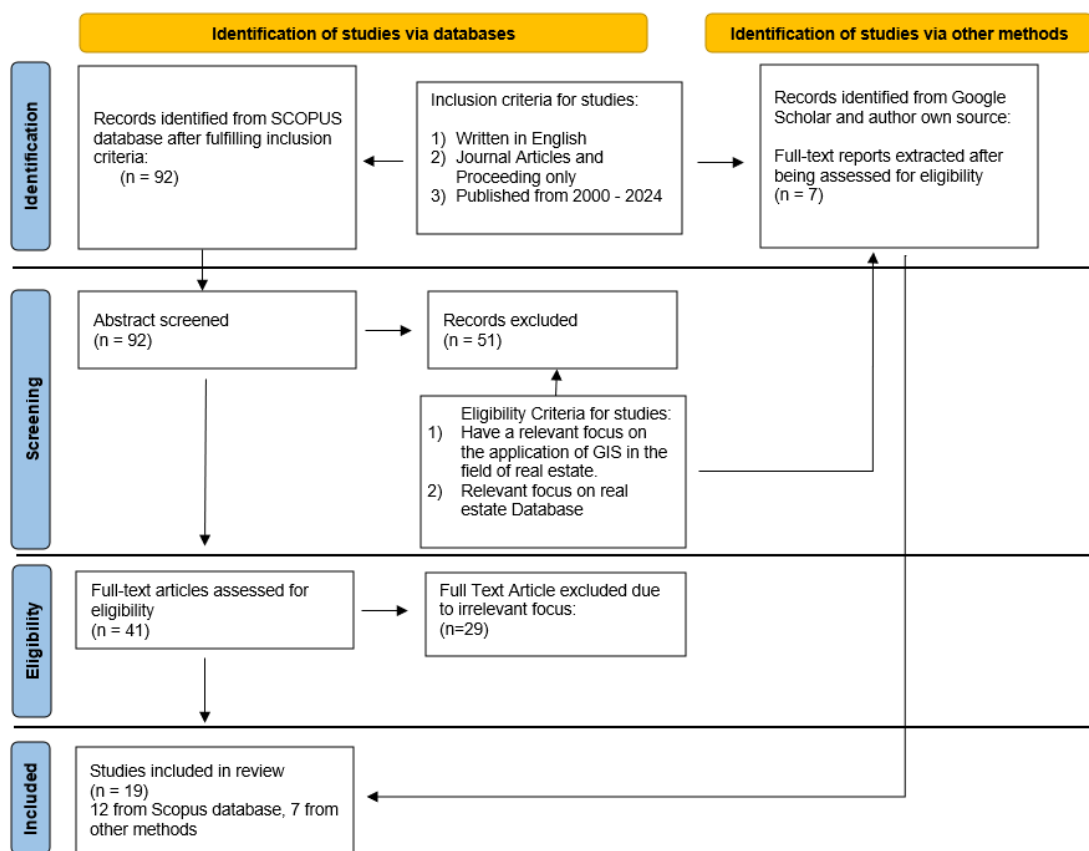 Identification of studies via databases
Identification of studies via other methods
Identification
Records identified from SCOPUS
database after fulfilling inclusion
criteria:
(n = 92)
Inclusion criteria for studies:
1) Written in English
2) Journal Articles and
Proceeding only
3) Published from 2000 - 2024
Records identified from Google
Scholar and author own source:
Full-text reports extracted after
being assessed for eligibility
(n = 7)
Screening
Abstract screened
(n = 92)
Records excluded
(n = 51)
Eligibility Criteria for studies:
1) Have a relevant focus on
the application of GIS in the
field of real estate.
2) Relevant focus on real
estate Database
Eligibility
Full-text articles assessed for
eligibility
(n = 41)
Full Text Article excluded due
to irrelevant focus:
(n=29)
Included
Studies included in review
(n = 19)
12 from Scopus database, 7 from
other methods